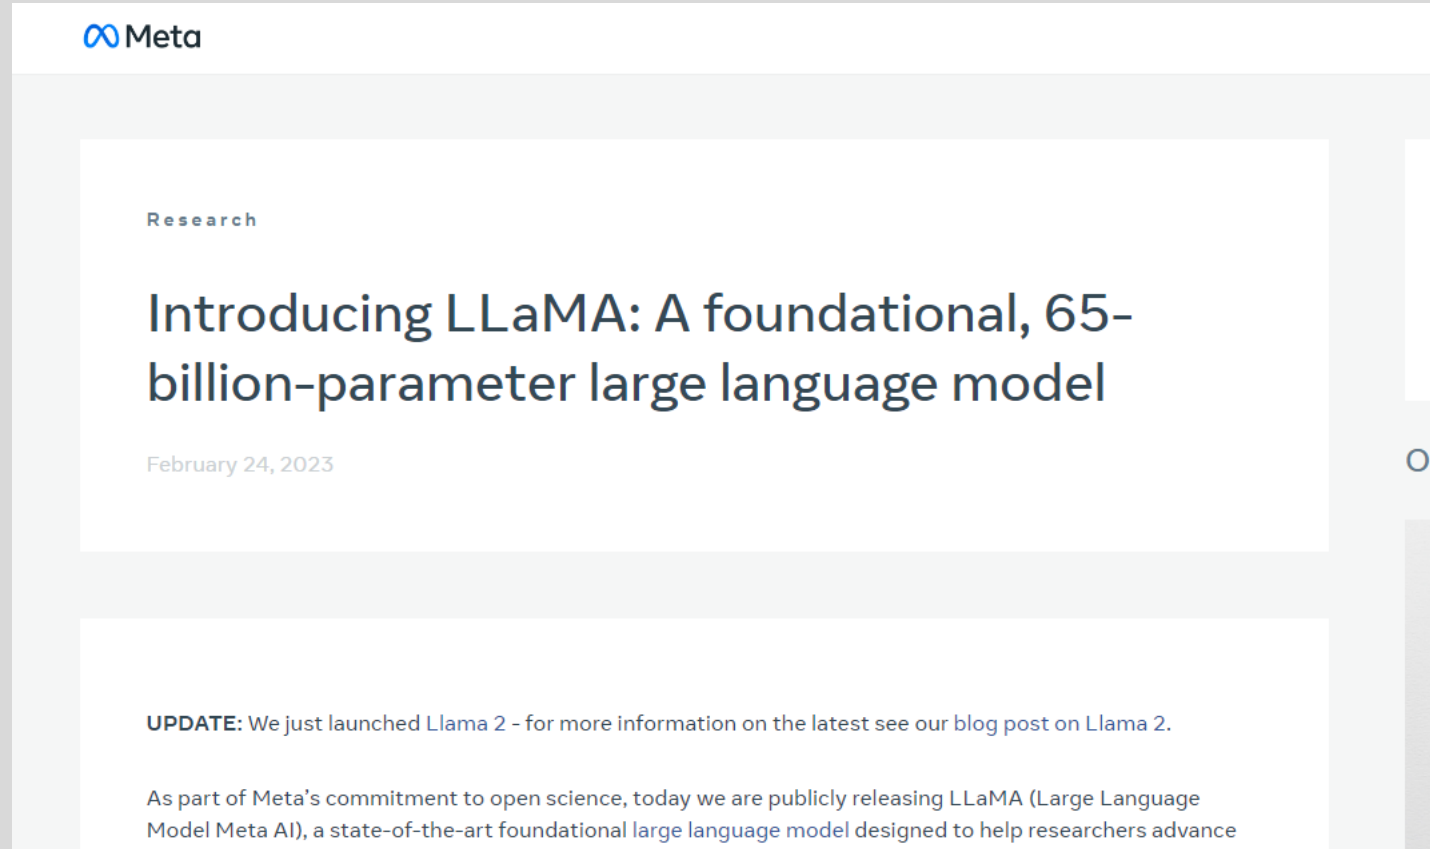 Meta
Research
Introducing LLaMA: A foundational, 65-
billion-parameter large language model
February 24, 2023
O
UPDATE: We just launched Llama 2 - for more information on the latest see our blog post on Llama 2.
As part of Meta’s commitment to open science, today we are publicly releasing LLaMA (Large Language
Model Meta AI), a state-of-the-art foundational large language model designed to help researchers advance